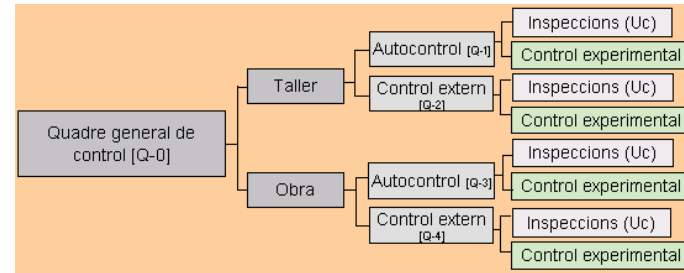 Quadre general de
control [Q-0]
Taller
Autocontrol [Q-1]
Inspeccions (Uc)
Control experimental
Control extern
[Q-2]
Inspeccions (Uc)
Control experimental
Obra
Autocontrol [Q-3]
Inspeccions (Uc)
Control experimental
Control extern
[Q-4]
Inspeccions (Uc)
Control experimental